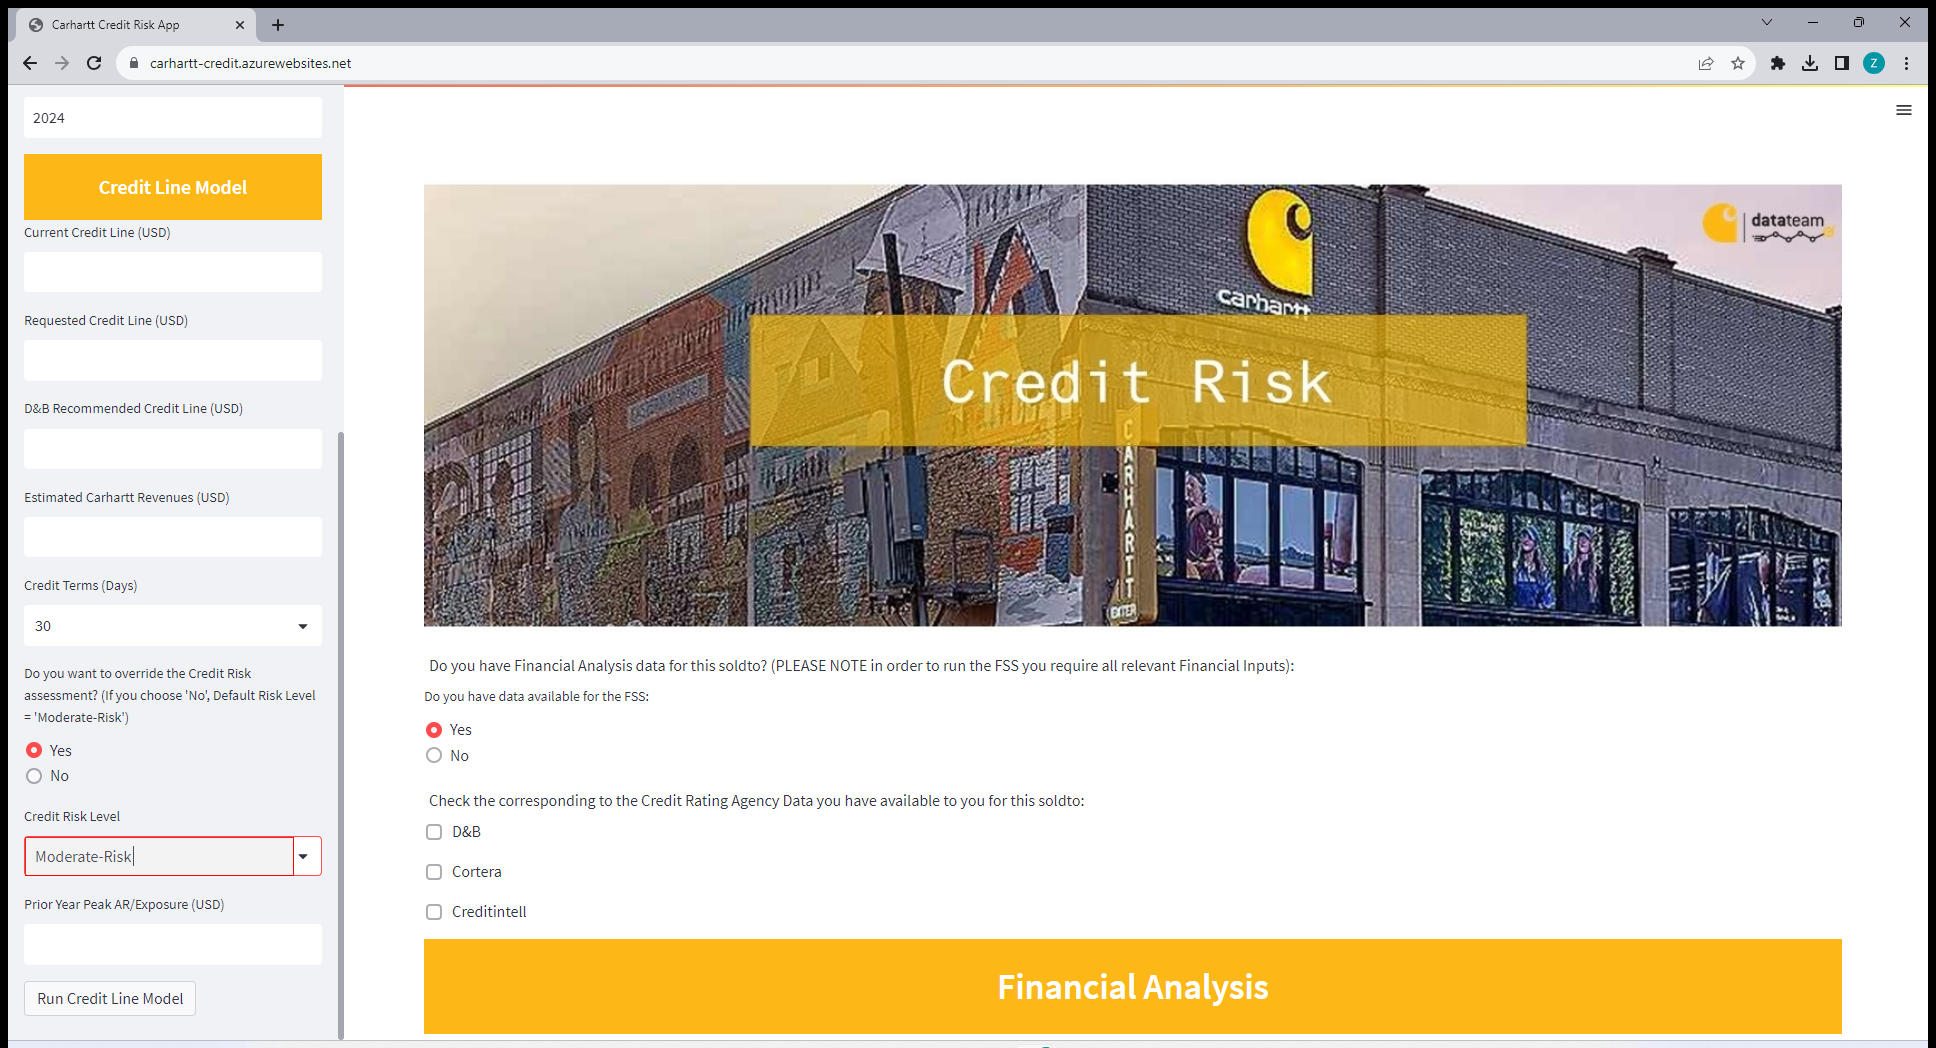 Carhartt Credit Risk App
carhartt-credit.azurewebsites.net
Z
2024
Credit Line Model
Current Credit Line (USD)
Requested Credit Line (USD)
D&B Recommended Credit Line (USD)
Estimated Carhartt Revenues (USD)
Credit Terms (Days)
30
Do you want to override the Credit Risk
assessment? (If you choose 'No', Default Risk Level
= 'Moderate-Risk')
Yes
No
Credit Risk Level
Moderate-Risk
Prior Year Peak AR/Exposure (USD)
Run Credit Line Model
datateam
carhartt
Credit Risk
CARHARTT
ENTER
Do you have Financial Analysis data for this soldto? (PLEASE NOTE in order to run the FSS you require all relevant Financial Inputs):
Do you have data available for the FSS:
Yes
No
Check the corresponding to the Credit Rating Agency Data you have available to you for this soldto:
D&B
Cortera
Creditintell
Financial Analysis